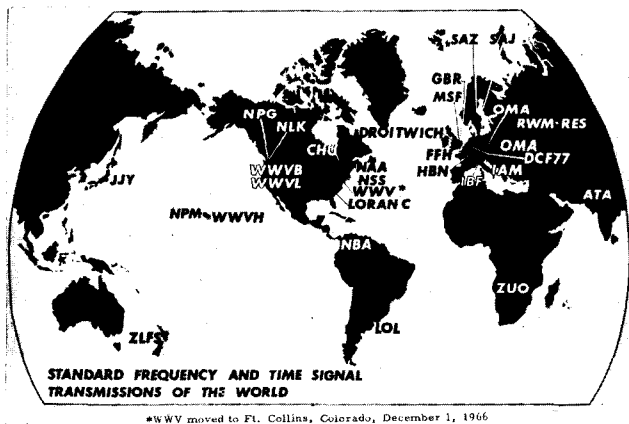 SAZ SAJ
GBR
MSF
OMA
RWM-RES
NPG
NLK
DROITWICH
OMA
CHU
FFH
DCF77
HBN
IAM
IBF
WWVB
WWVL
NAA
NSS
WWV*
LORAN C
JJY
ATA
NPM
WWVH
NBA
ZUO
LOL
ZLFS
STANDARD FREQUENCY AND TIME SIGNAL
TRANSMISSIONS OF THE WORLD
*WWV moved to Ft. Collins, Colorado, December 1, 1966